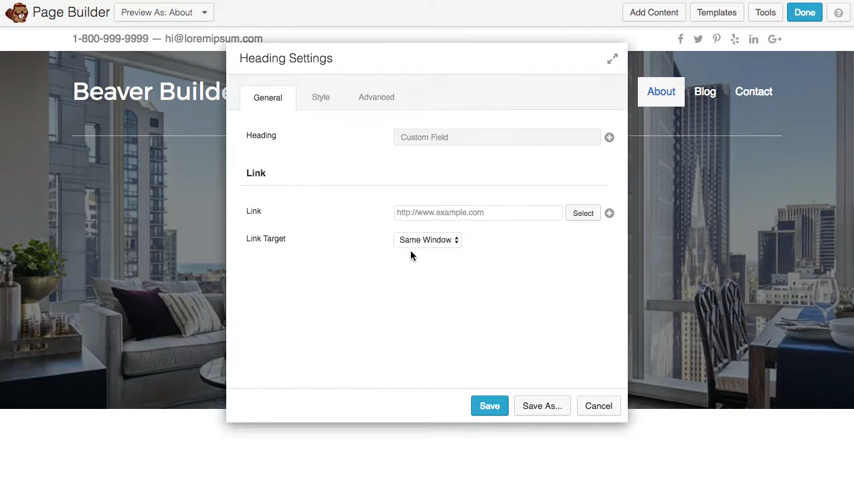 Page Builder
Preview As: About
Add Content
Templates
Tools
Done
?
1-800-999-9999 — hi@loremipsum.com
Heading Settings
Beaver Builde
About
Blog
Contact
General
Style
Advanced
Heading
Custom Field
Link
Link
http://www.example.com
Select
Link Target
Same Window
Save
Save As...
Cancel